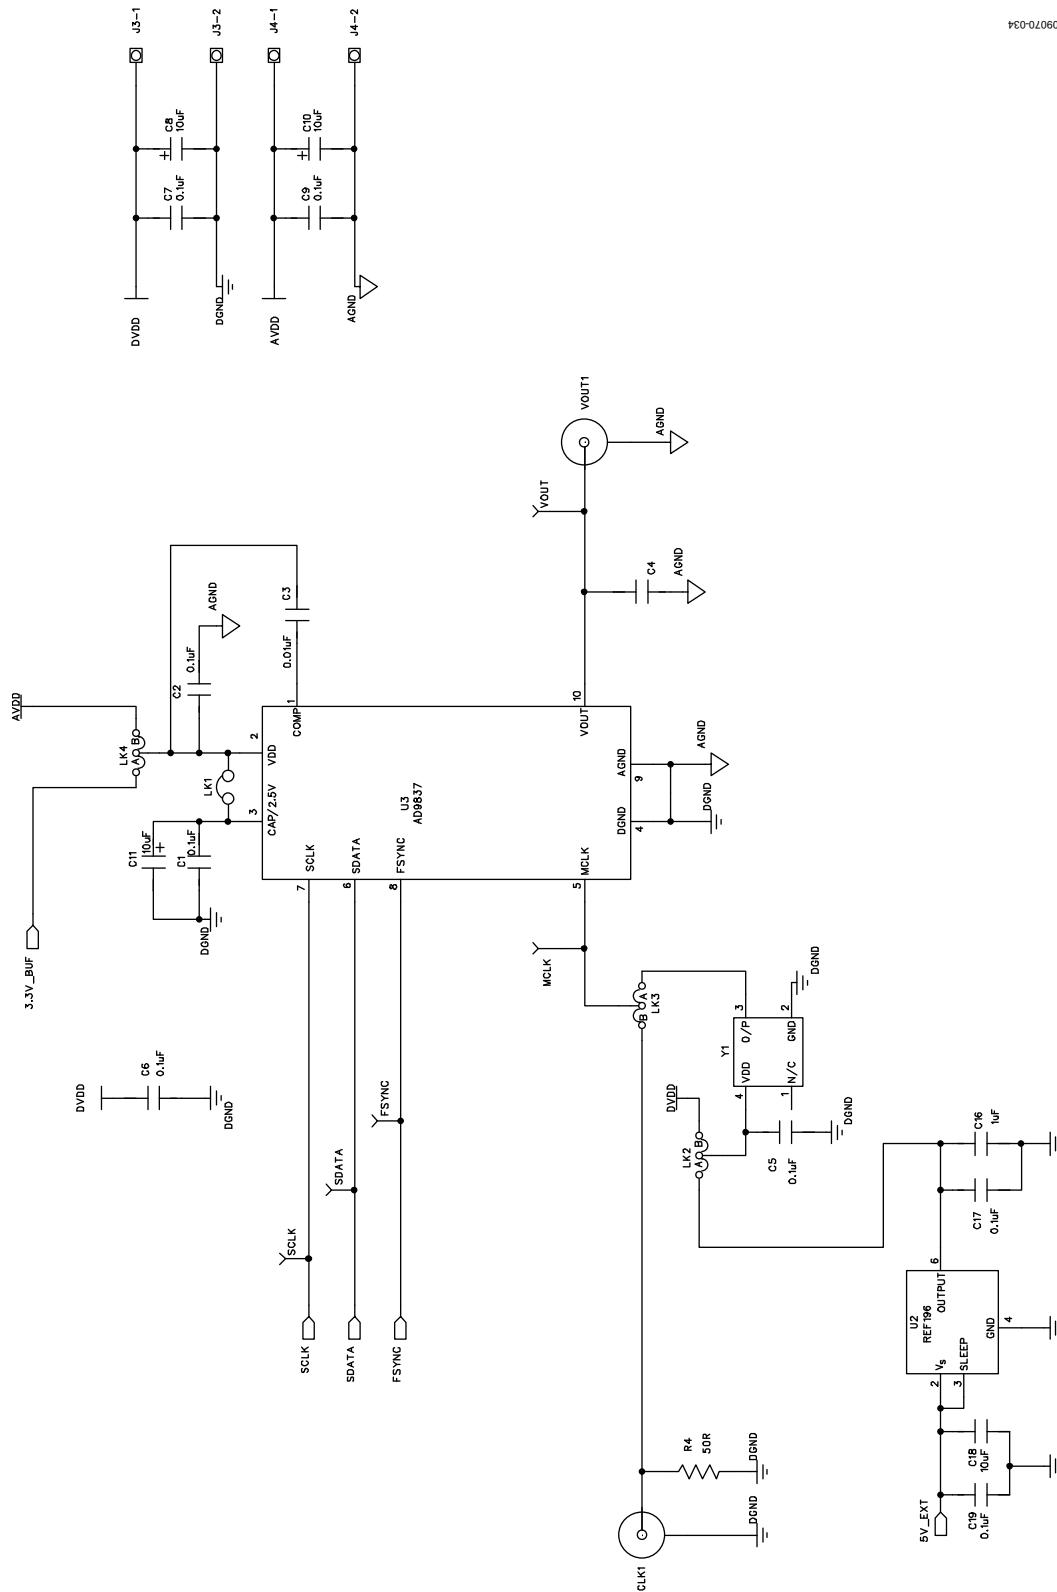 09070-034
J3-1
J3-2
J4-1
J4-2
C8
10uF
+
C7
0.1uF
C10
10uF
+
C9
0.1uF
DVDD
DGND
AVDD
AGND
VOUT1
AGND
VOUT
C4
AGND
AVDD
LK4
A
B
3.3V_BUF
C2
0.1uF
AGND
C3
0.01uF
LK1
C11
10uF
+
C1
0.1uF
DGND
1
COMP
2
VDD
3
CAP/2.5V
U3
AD9837
7
SCLK
6
SDATA
8
FSYNC
5
MCLK
4
DGND
9
AGND
10
VOUT
AGND
DGND
DVDD
C6
0.1uF
DGND
SCLK
SDATA
FSYNC
SCLK
SDATA
FSYNC
MCLK
LK3
B
A
Y1
3
O/P
2
GND
4
VDD
1
N/C
DGND
DVDD
LK2
A
B
C5
0.1uF
DGND
C16
1uF
C17
0.1uF
U2
REF196
6
OUTPUT
4
GND
2
VS
3
SLEEP
C18
10uF
C19
0.1uF
5V_EXT
R4
50R
DGND
DGND
CLK1